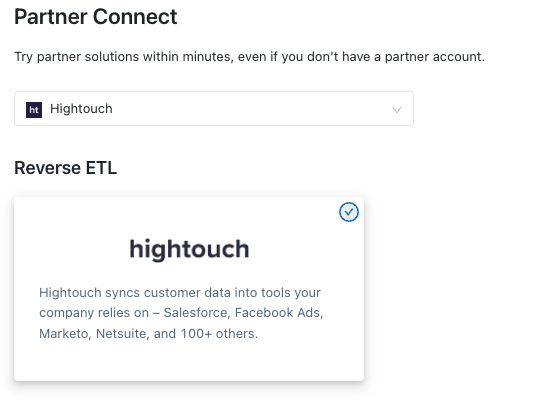 Partner Connect
Try partner solutions within minutes, even if you don't have a partner account.
ht Hightouch
Reverse ETL
hightouch
Hightouch syncs customer data into tools your
company relies on – Salesforce, Facebook Ads,
Marketo, Netsuite, and 100+ others.